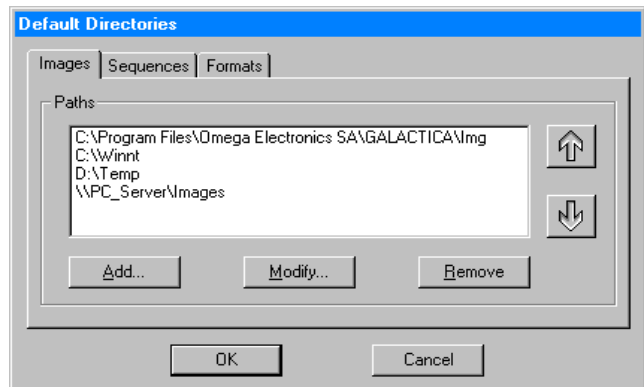 Default Directories
Images Sequences Formats
Paths
C:\Program Files\Omega Electronics SA\GALACTICA\Img
C:\Winnt
D:\Temp
\\PC_Server\Images
Add... Modify... Remove
OK Cancel